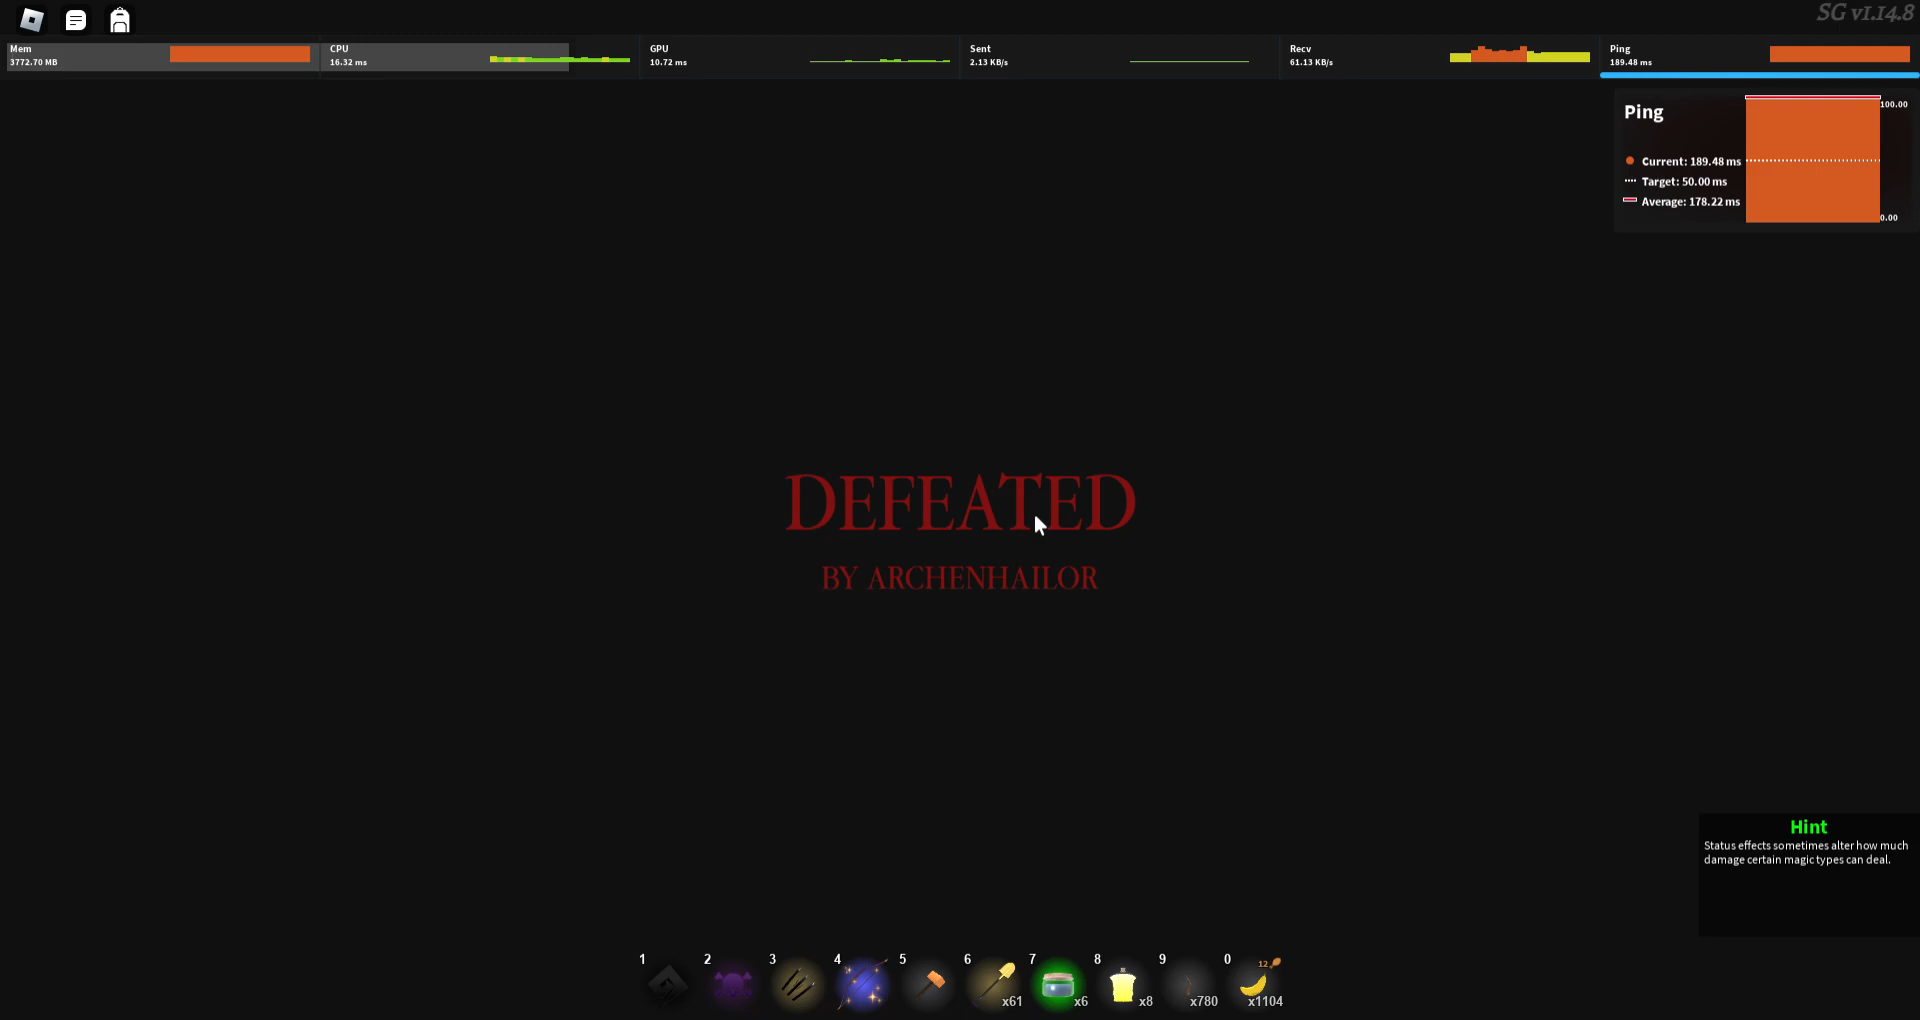 SG v1.14.8
Mem
3772.70 MB
CPU
16.32 ms
GPU
10.72 ms
Sent
2.13 KB/s
Recv
61.13 KB/s
Ping
189.48 ms
Ping
100.00
Current: 189.48 ms
Target: 50.00 ms
Average: 178.22 ms
0.00
DEFEATED
BY ARCHENHAILOR
Hint
Status effects sometimes alter how much
damage certain magic types can deal.
1 2 3 4 5 6 7 8 9 0
12
x61 x6 x8 x780 x1104